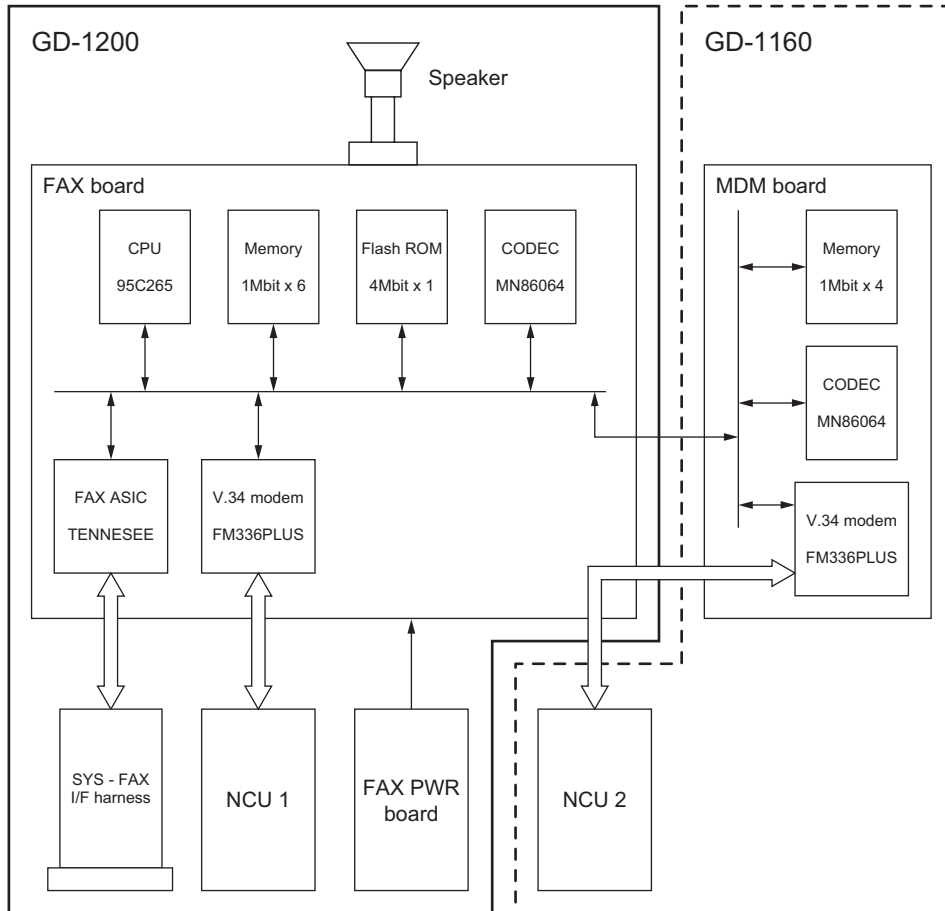 GD-1200
GD-1160
Speaker
FAX board
MDM board
CPU
95C265
Memory
1Mbit x 6
Flash ROM
4Mbit x 1
CODEC
MN86064
Memory
1Mbit x 4
CODEC
MN86064
FAX ASIC
TENNESEE
V.34 modem
FM336PLUS
V.34 modem
FM336PLUS
SYS - FAX
I/F harness
NCU 1
FAX PWR
board
NCU 2